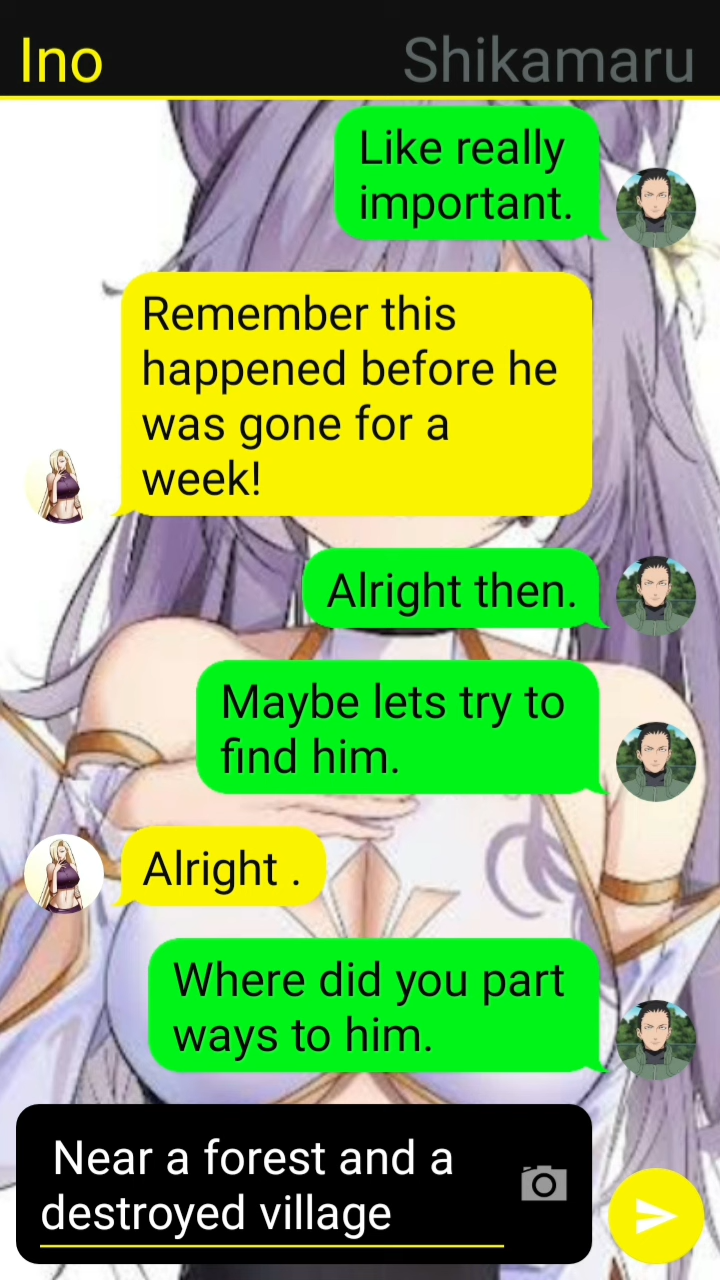 Ino
Shikamaru
Like really
important.
Remember this
happened before he
was gone for a
week!
Alright then.
Maybe lets try to
find him.
Alright .
Where did you part
ways to him.
Near a forest and a
destroyed village